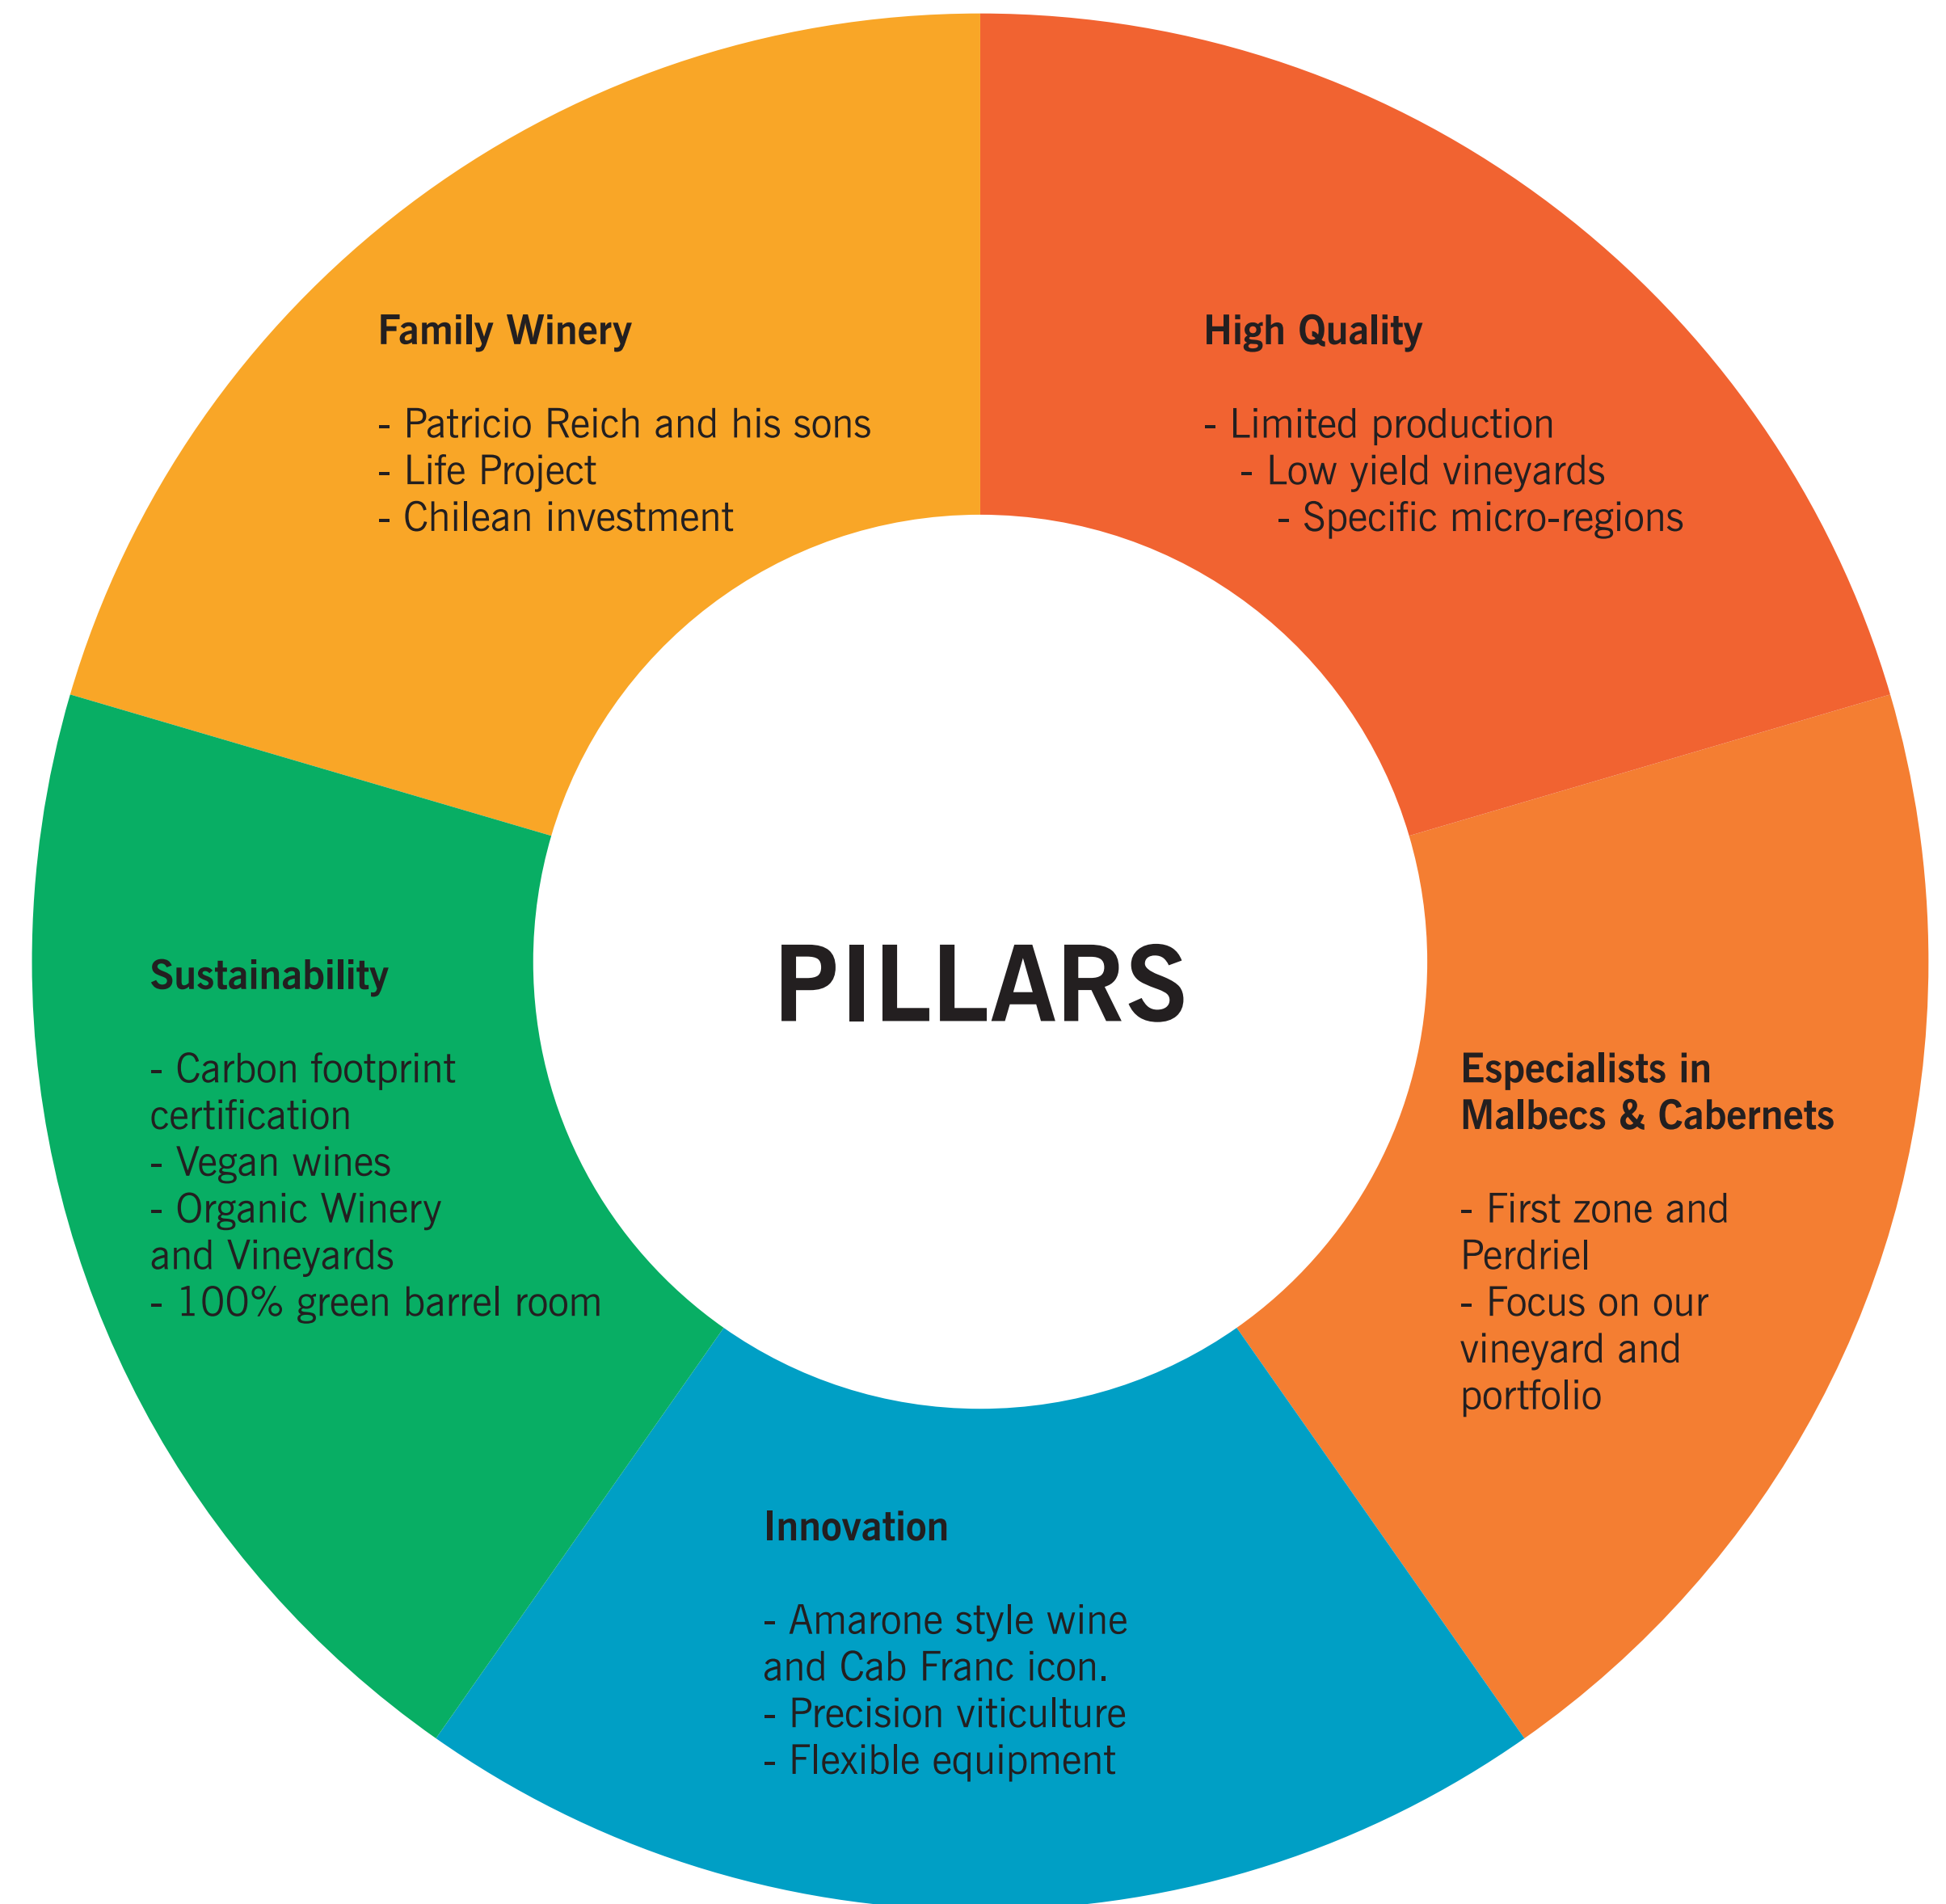 Family Winery
- Patricio Reich and his sons
- Life Project
- Chilean investment
High Quality
- Limited production
- Low yield vineyards
- Specific micro-regions
PILLARS
Sustainability
- Carbon footprint
certification
- Vegan wines
- Organic Winery
and Vineyards
- 100% green barrel room
Especialists in
Malbecs & Cabernets
- First zone and
Perdriel
- Focus on our
vineyard and
portfolio
Innovation
- Amarone style wine
and Cab Franc icon.
- Precision viticulture
- Flexible equipment